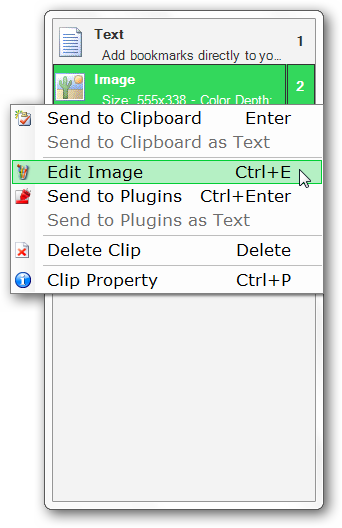 Text
1
Add bookmarks directly to yo...
Image
2
Size: 555x338 - Color Depth:
Send to Clipboard Enter
Send to Clipboard as Text
Edit Image Ctrl+E
Send to Plugins Ctrl+Enter
Send to Plugins as Text
Delete Clip Delete
Clip Property Ctrl+P